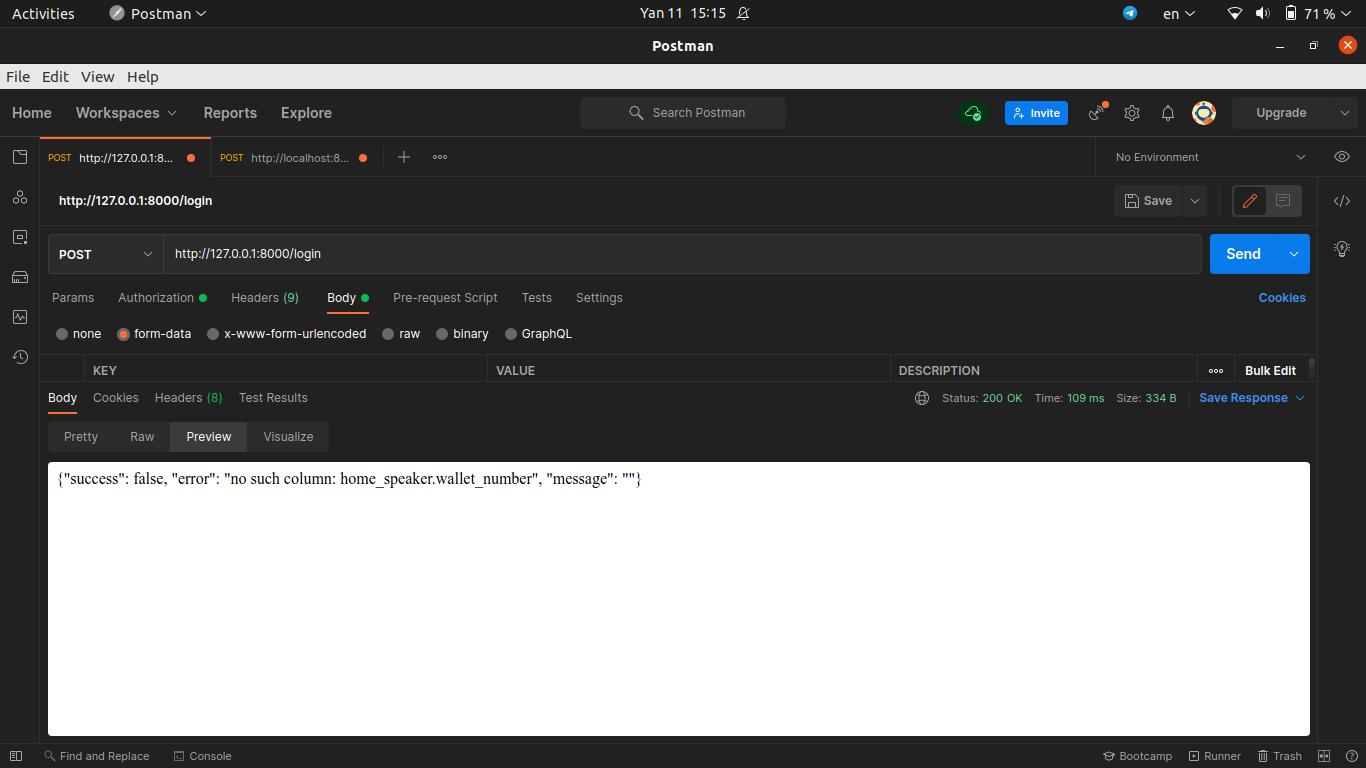 Activities Postman Yan 11 15:15 en 71 %
Postman
File Edit View Help
Home Workspaces Reports Explore Search Postman Invite Upgrade
POST http://127.0.0.1:8... POST http://localhost:8... No Environment
http://127.0.0.1:8000/login Save
POST http://127.0.0.1:8000/login Send
Params Authorization Headers (9) Body Pre-request Script Tests Settings Cookies
none form-data x-www-form-urlencoded raw binary GraphQL
KEY VALUE DESCRIPTION Bulk Edit
Body Cookies Headers (8) Test Results Status: 200 OK Time: 109 ms Size: 334 B Save Response
Pretty Raw Preview Visualize
{"success": false, "error": "no such column: home_speaker.wallet_number", "message": ""}
Find and Replace Console Bootcamp Runner Trash